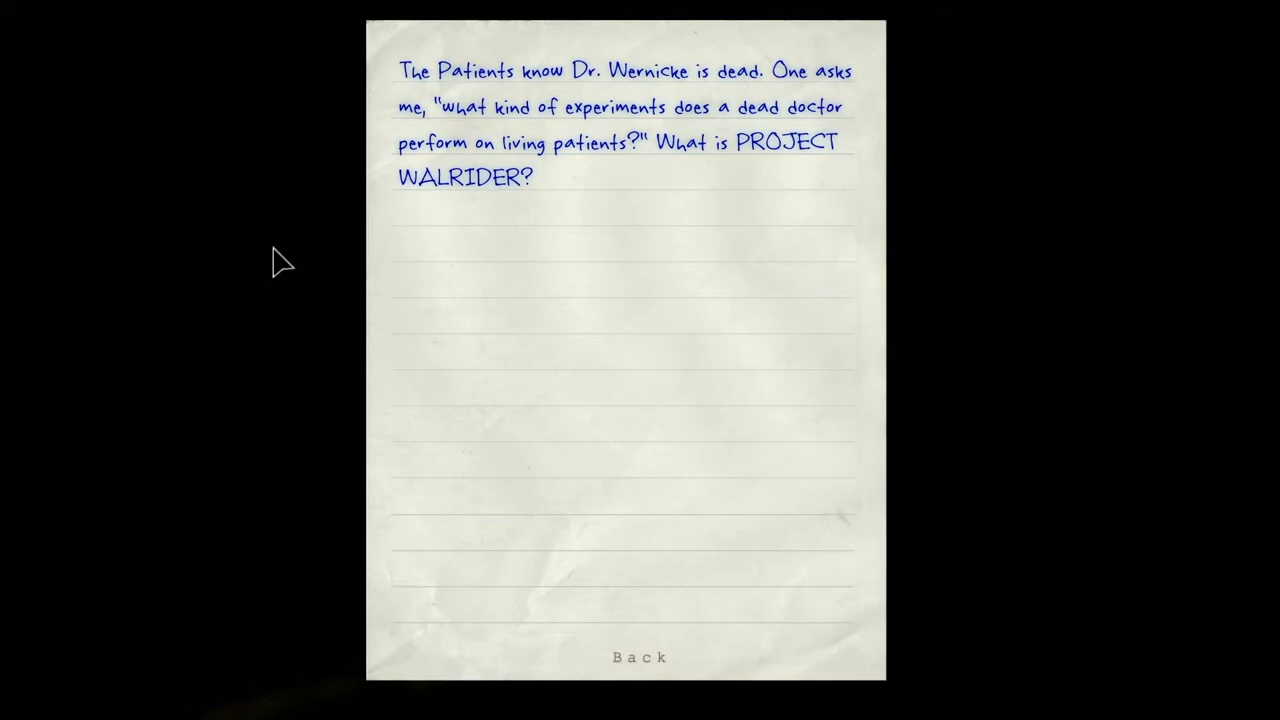 The Patients know Dr. Wernicke is dead. One asks
me, "what kind of experiments does a dead doctor
perform on living patients?" What is PROJECT
WALRIDER?
Back